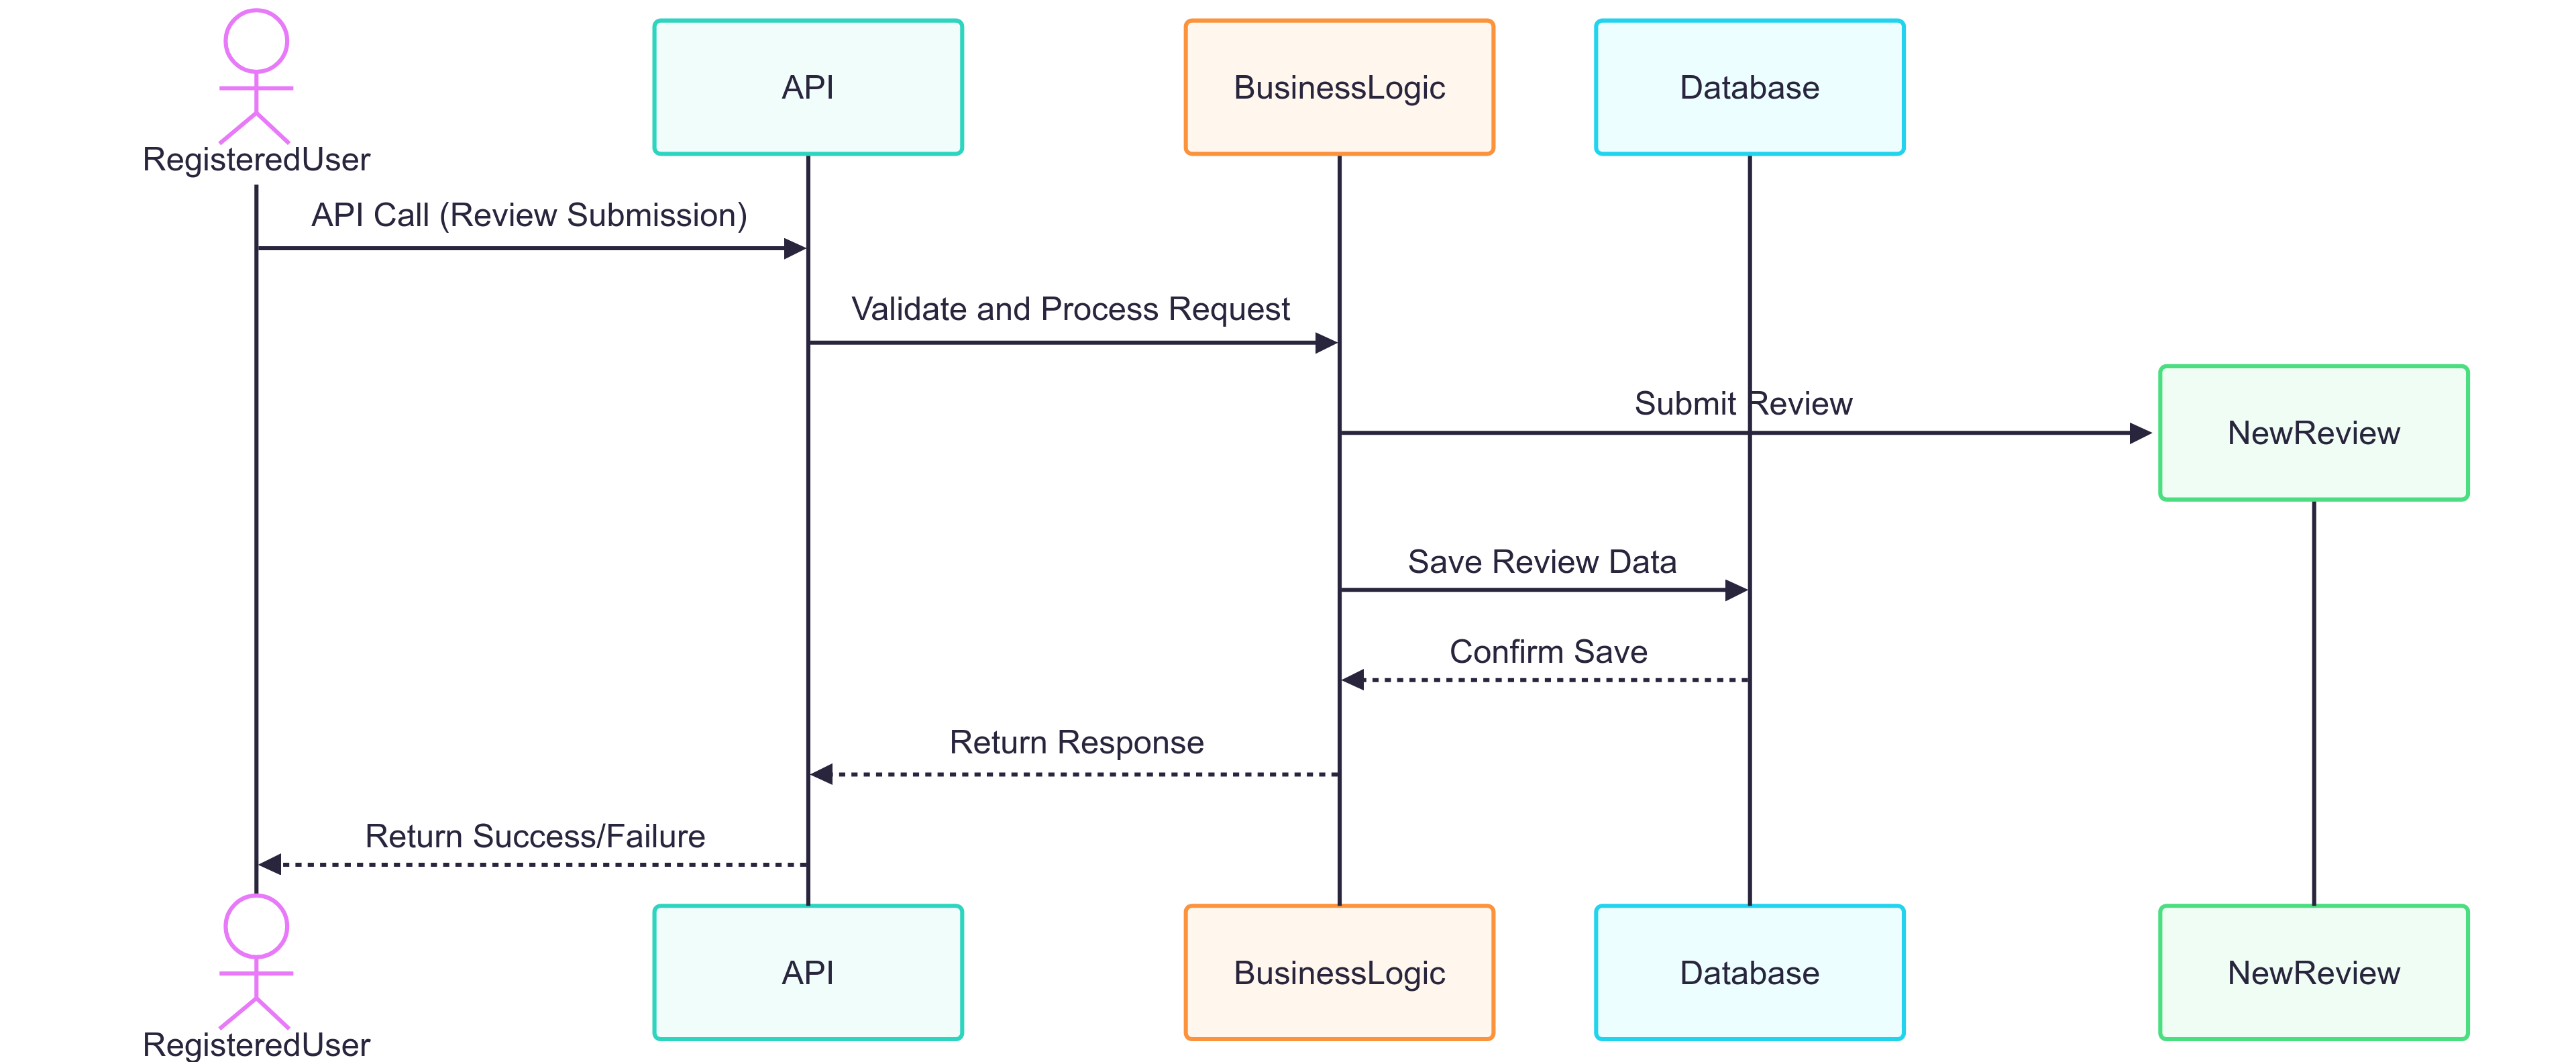 RegisteredUser
API
BusinessLogic
Database
API Call (Review Submission)
Validate and Process Request
Submit Review
NewReview
Save Review Data
Confirm Save
Return Response
Return Success/Failure
RegisteredUser
API
BusinessLogic
Database
NewReview